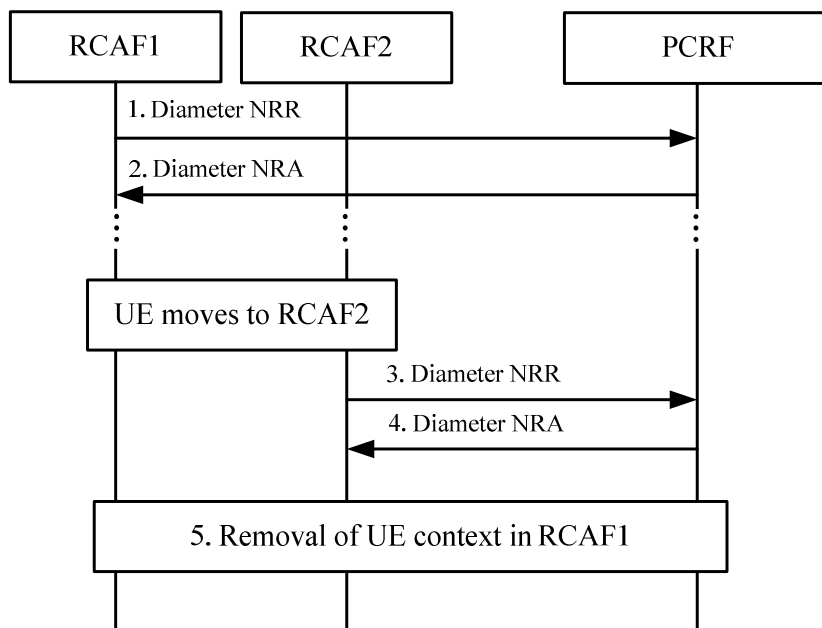 RCAF1
RCAF2
PCRF
1. Diameter NRR
2. Diameter NRA
UE moves to RCAF2
3. Diameter NRR
4. Diameter NRA
5. Removal of UE context in RCAF1